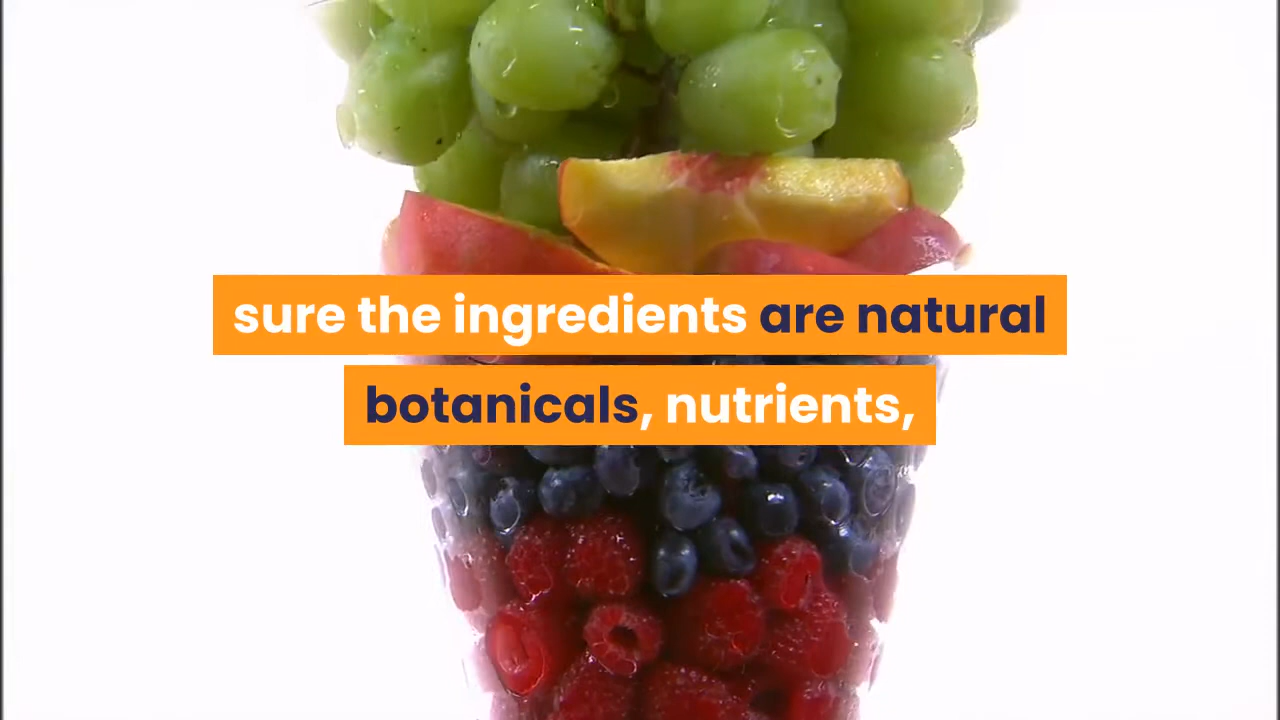 sure the ingredients are natural
botanicals, nutrients,